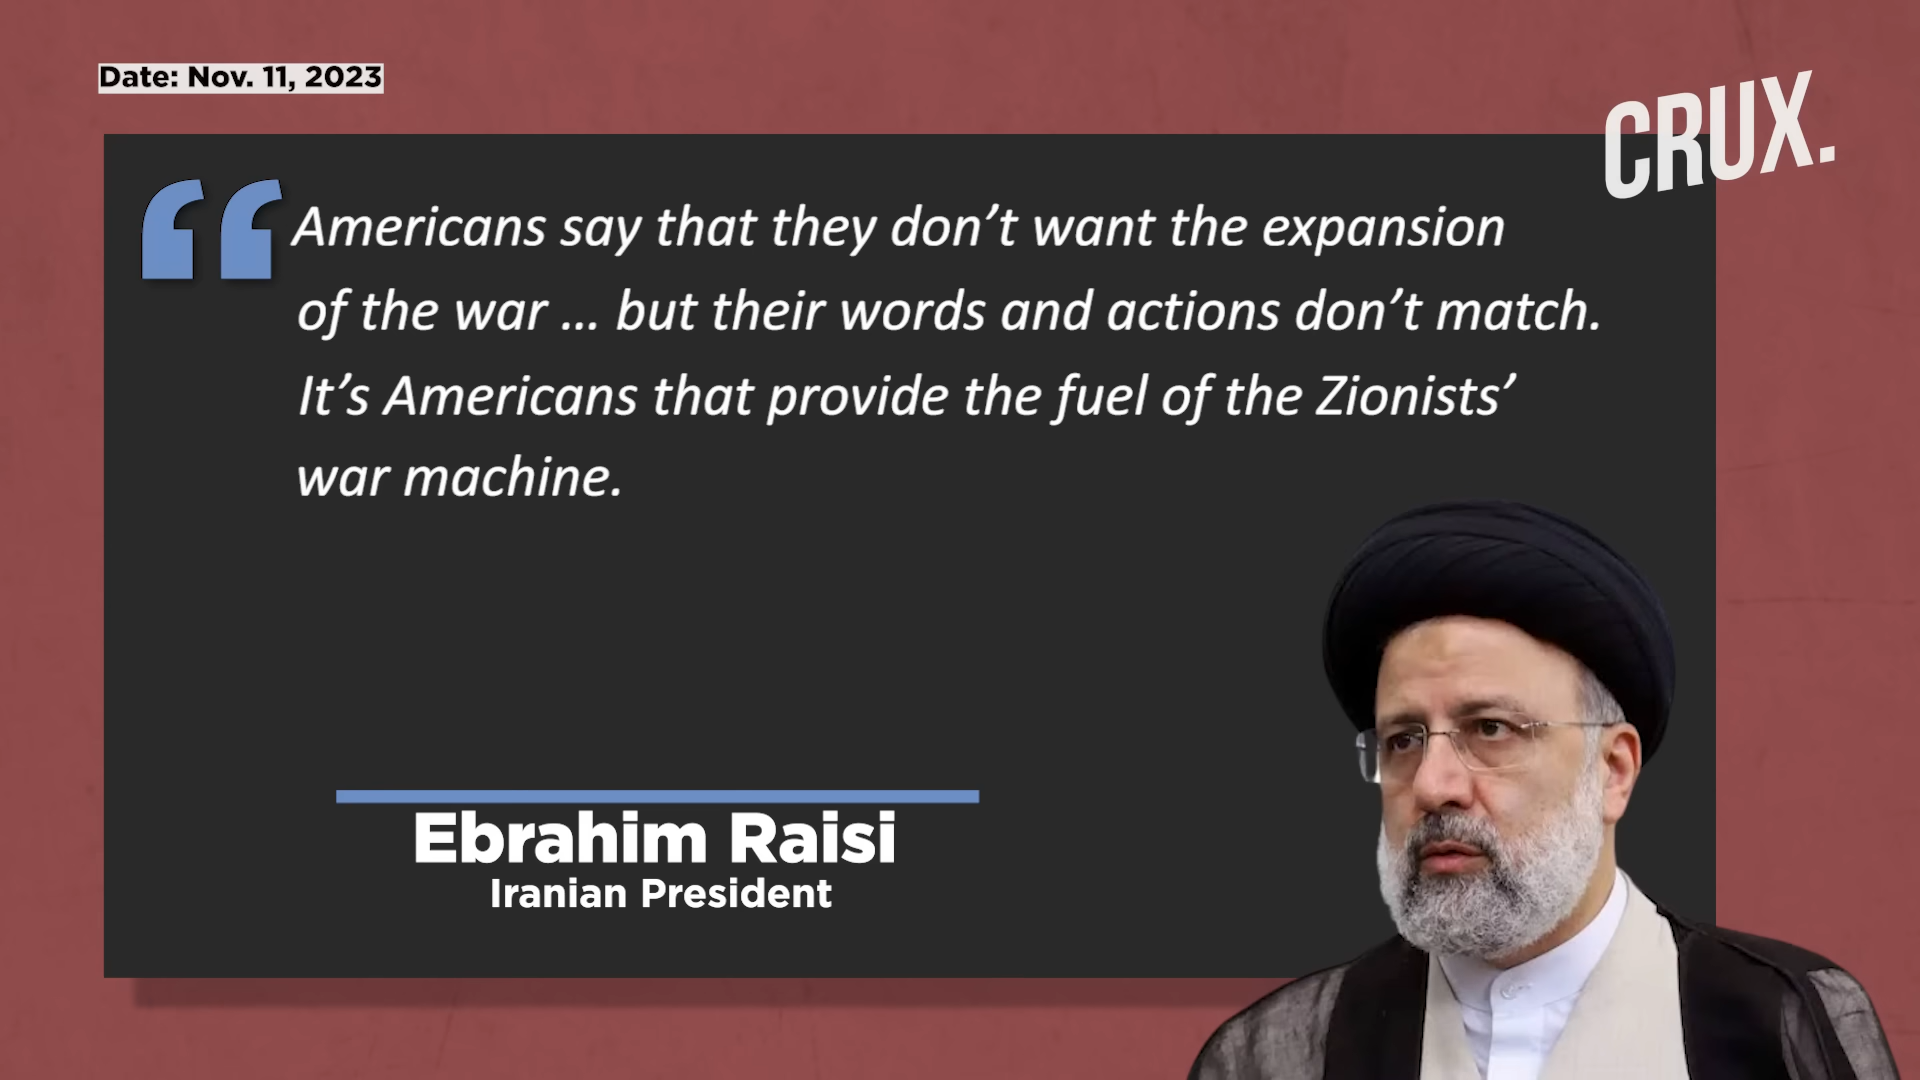 Date: Nov. 11, 2023
CRUX.
Americans say that they don’t want the expansion
of the war ... but their words and actions don’t match.
It’s Americans that provide the fuel of the Zionists’
war machine.
Ebrahim Raisi
Iranian President